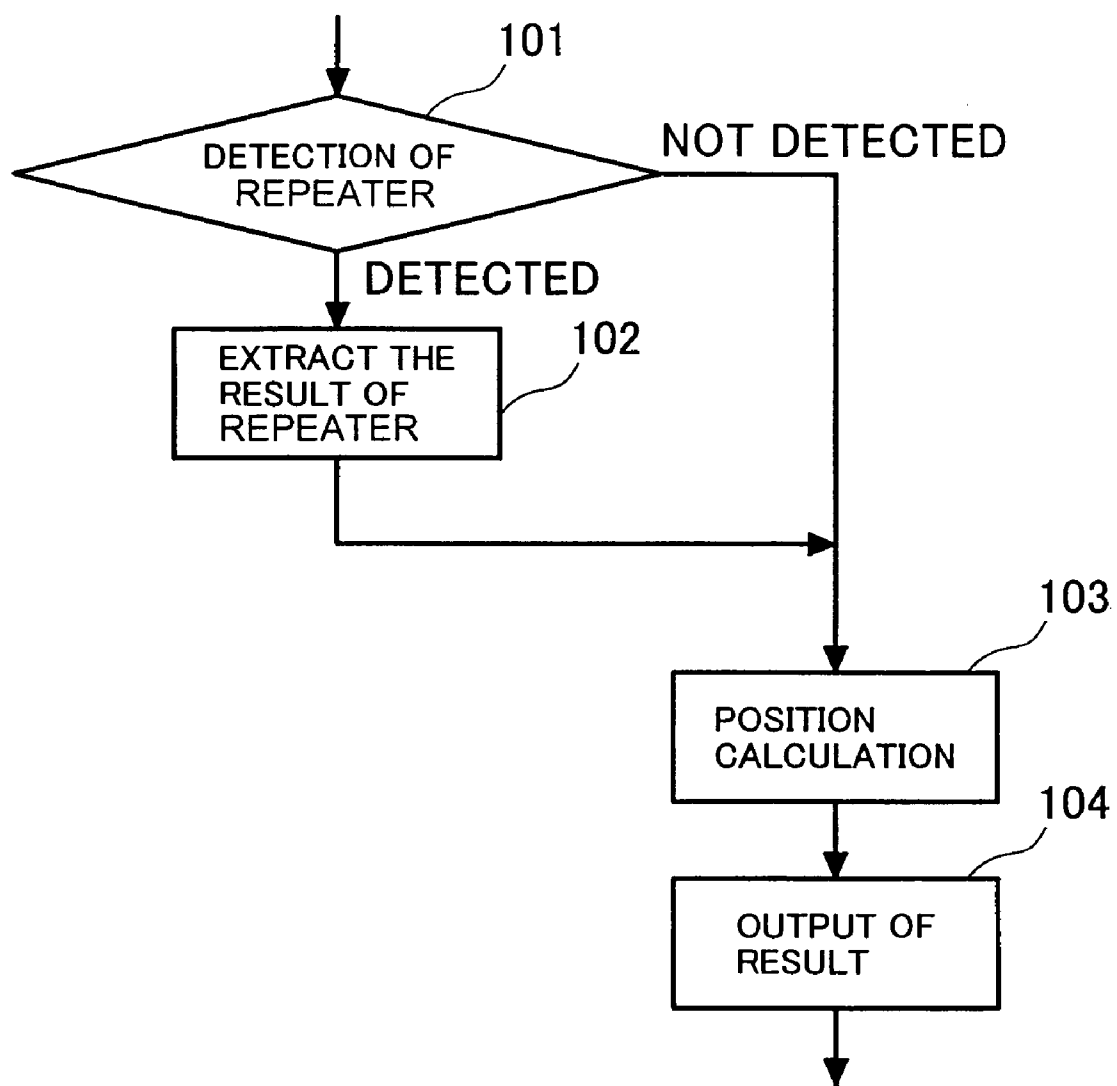 101
DETECTION OF
REPEATER
NOT DETECTED
DETECTED
102
EXTRACT THE
RESULT OF
REPEATER
103
POSITION
CALCULATION
104
OUTPUT OF
RESULT